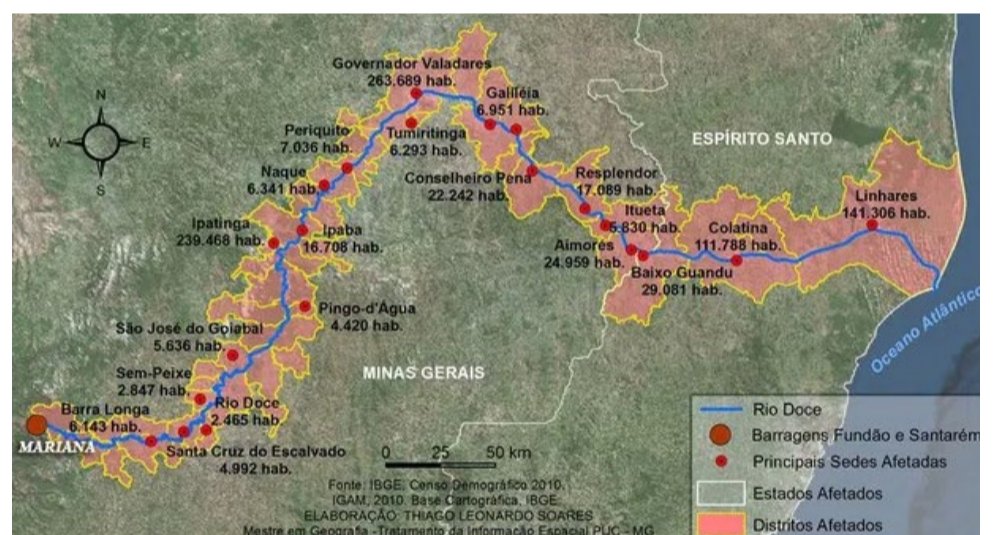 N
W
E
S
Governador Valadares
263.689 hab.
Galiléia
6.951 hab.
Periquito
7.036 hab.
Tumiritinga
6.293 hab.
ESPÍRITO SANTO
Naque
6.341 hab.
Conselheiro Pena
22.242 hab.
Resplendor
17.089 hab.
Linhares
141.306 hab.
Ipatinga
239.468 hab.
Ipaba
16.708 hab.
Itueta
5.830 hab.
Colatina
111.788 hab.
Aimorés
24.959 hab.
Baixo Guandu
29.081 hab.
Pingo-d'Água
4.420 hab.
São José do Goiabal
5.636 hab.
Oceano Atlântico
Sem-Peixe
2.847 hab.
MINAS GERAIS
Barra Longa
6.143 hab.
Rio Doce
2.465 hab.
MARIANA
Santa Cruz do Escalvado
4.992 hab.
0 25 50 km
Fonte: IBGE, Censo Demográfico 2010,
IGAM, 2010. Base Cartográfica, IBGE.
ELABORAÇÃO: THIAGO LEONARDO SOARES
Mestre em Geografia -Tratamento da Informação Espacial PUC - MG
Rio Doce
Barragens Fundão e Santarém
Principais Sedes Afetadas
Estados Afetados
Distritos Afetados